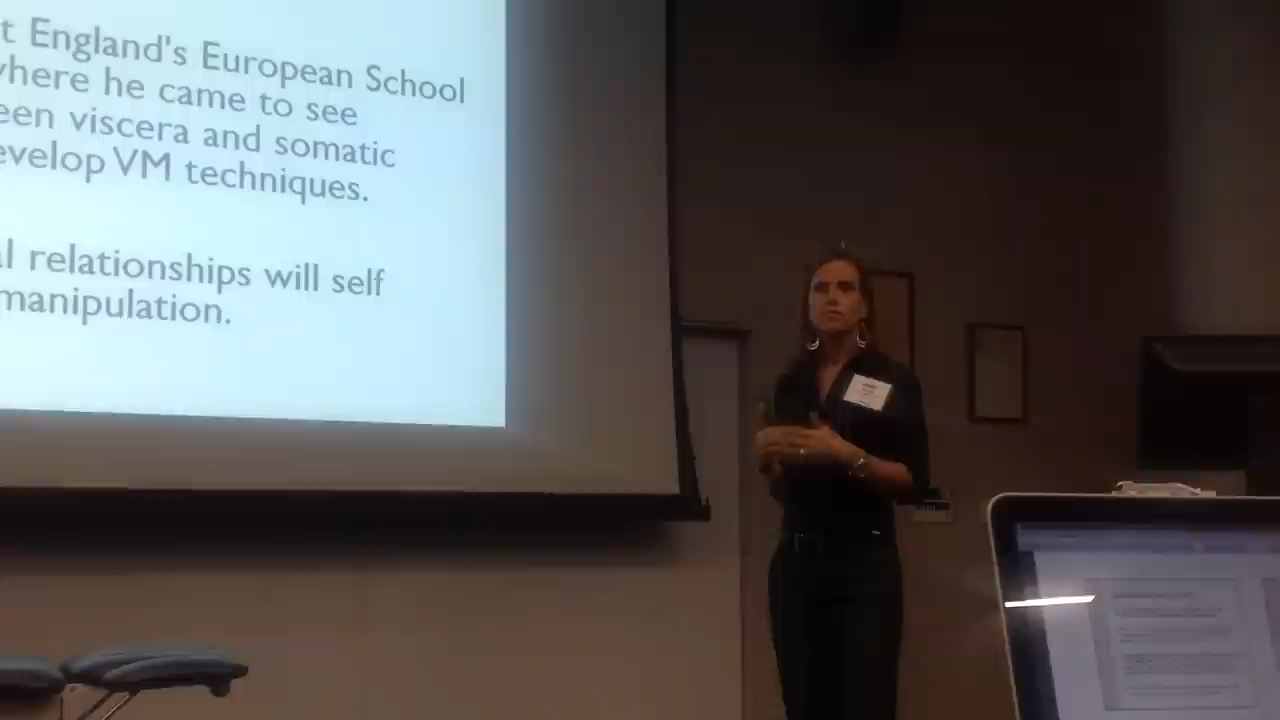 t England's European School
where he came to see
een viscera and somatic
evelop VM techniques.
al relationships will self
manipulation.